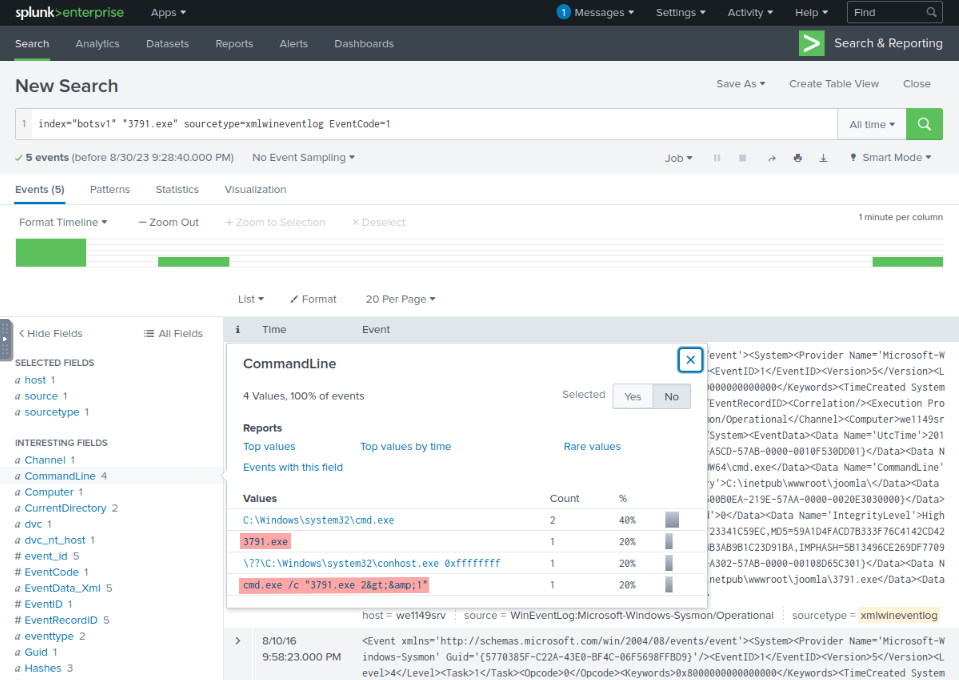 splunk>enterprise Apps ▾ 1 Messages ▾ Settings ▾ Activity ▾ Help ▾ Find
Search Analytics Datasets Reports Alerts Dashboards Search & Reporting
New Search Save As ▾ Create Table View Close
1 index="botsv1" "3791.exe" sourcetype=xmlwineventlog EventCode=1 All time ▾
✓ 5 events (before 8/30/23 9:28:40.000 PM) No Event Sampling ▾ Job ▾ Smart Mode ▾
Events (5) Patterns Statistics Visualization
Format Timeline ▾ — Zoom Out + Zoom to Selection × Deselect 1 minute per column
List ▾ Format 20 Per Page ▾
< Hide Fields All Fields i Time Event
SELECTED FIELDS
a host 1
a source 1
a sourcetype 1
INTERESTING FIELDS
a Channel 1
a CommandLine 4
a Computer 1
a CurrentDirectory 2
a dvc 1
a dvc_nt_host 1
# event_id 5
# EventCode 1
a EventData_Xml 5
# EventID 1
# EventRecordID 5
a eventtype 2
a Guid 1
a Hashes 3
CommandLine ×
4 Values, 100% of events Selected Yes No
Reports
Top values Top values by time Rare values
Events with this field
Values Count %
C:\Windows\system32\cmd.exe 2 40%
3791.exe 1 20%
\??\C:\Windows\system32\conhost.exe 0xffffffff 1 20%
cmd.exe /c "3791.exe 2&gt;&amp;1" 1 20%
event'><System><Provider Name='Microsoft-W
<EventID>1</EventID><Version>5</Version><L
000000000000000</Keywords><TimeCreated System
/EventRecordID><Correlation/><Execution Pro
on/Operational</Channel><Computer>we1149sr
/System><EventData><Data Name='UtcTime'>201
-A5CD-57AB-0000-0010F530DD01}</Data><Data N
OW64\cmd.exe</Data><Data Name='CommandLine'
ry'>C:\inetpub\wwwroot\joomla\</Data><Data
500B0EA-219E-57AA-0000-0020E3030000}</Data>
'>0</Data><Data Name='IntegrityLevel'>High
723341C59EC,MD5=59A1D4FACD7B333F76C4142CD42
BB3AB9B1C23D91BA,IMPHASH=5B13496CE269DF7709
-A302-57AB-0000-00108D65C301}</Data><Data
netpub\wwwroot\joomla\3791.exe</Data><Data
host = we1149srv source = WinEventLog:Microsoft-Windows-Sysmon/Operational sourcetype = xmlwineventlog
> 8/10/16 <Event xmlns='http://schemas.microsoft.com/win/2004/08/events/event'><System><Provider Name='Microsoft-W
9:58:23.000 PM indows-Sysmon' Guid='{5770385F-C22A-43E0-BF4C-06F5698FFBD9}'/><EventID>1</EventID><Version>5</Version><L
evel>4</Level><Task>1</Task><Opcode>0</Opcode><Keywords>0x8000000000000000</Keywords><TimeCreated System